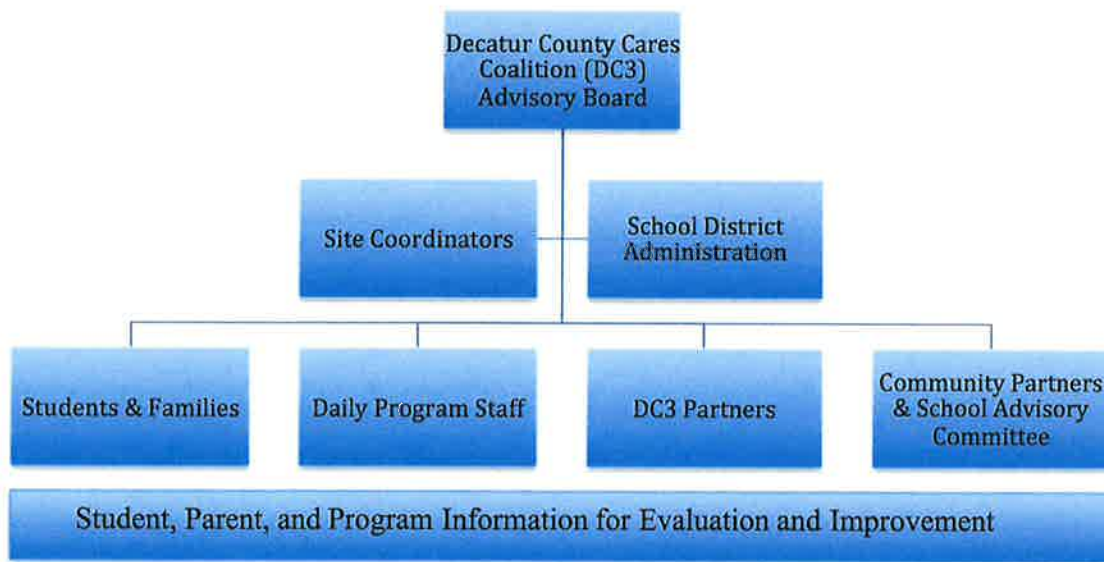 Decatur County Cares
Coalition (DC3)
Advisory Board
Site Coordinators
School District
Administration
Students & Families
Daily Program Staff
DC3 Partners
Community Partners
& School Advisory
Committee
Student, Parent, and Program Information for Evaluation and Improvement